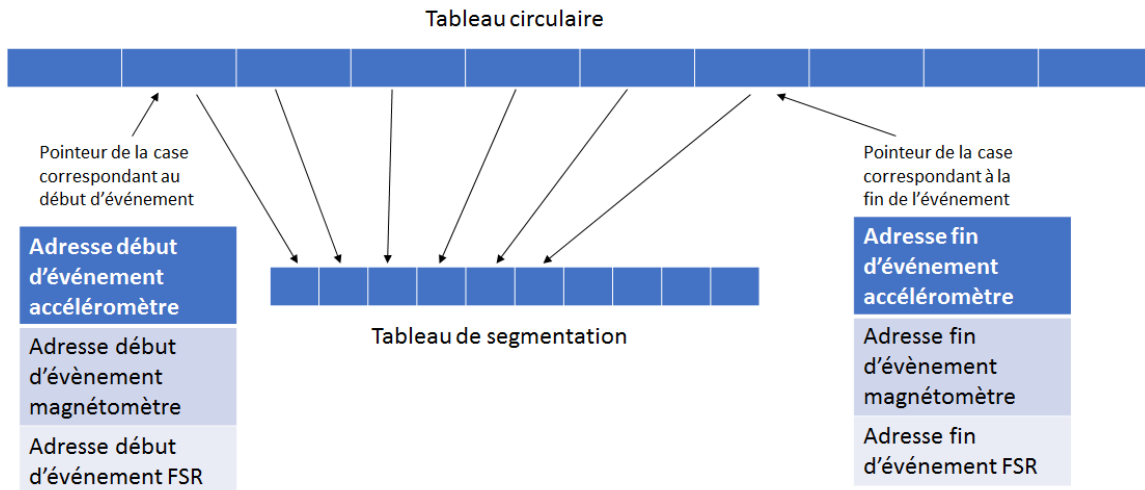 Tableau circulaire
Pointeur de la case
correspondant au
début d'événement
Pointeur de la case
correspondant à la
fin de l'événement
Adresse début
d'événement
accéléromètre
Adresse début
d'évènement
magnétomètre
Adresse début
d'événement FSR
Tableau de segmentation
Adresse fin
d'événement
accéléromètre
Adresse fin
d'évènement
magnétomètre
Adresse fin
d'événement FSR